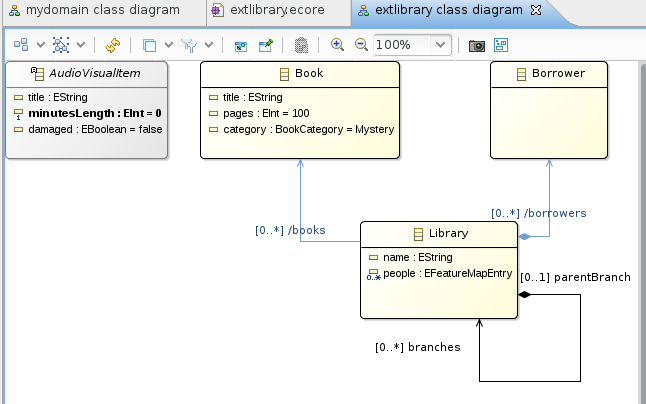 mydomain class diagram
extlibrary.ecore
extlibrary class diagram
100%
AudioVisualItem
title : EString
1
minutesLength : EInt = 0
damaged : EBoolean = false
Book
title : EString
pages : EInt = 100
category : BookCategory = Mystery
Borrower
[0..*] /books
[0..*] /borrowers
Library
name : EString
0..*
people : EFeatureMapEntry
[0..1] parentBranch
[0..*] branches